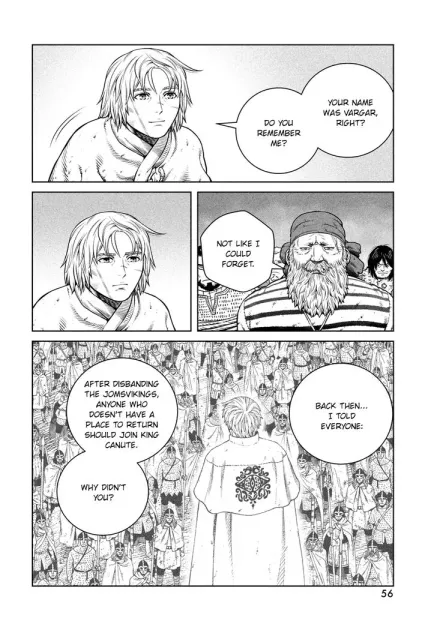 YOUR NAME
WAS VARGAR,
RIGHT?
DO YOU
REMEMBER
ME?
NOT LIKE I
COULD
FORGET.
BACK THEN...
I TOLD
EVERYONE:
AFTER DISBANDING
THE JOMSVIKINGS,
ANYONE WHO
DOESN'T HAVE A
PLACE TO RETURN
SHOULD JOIN KING
CANUTE.
WHY DIDN'T
YOU?
56